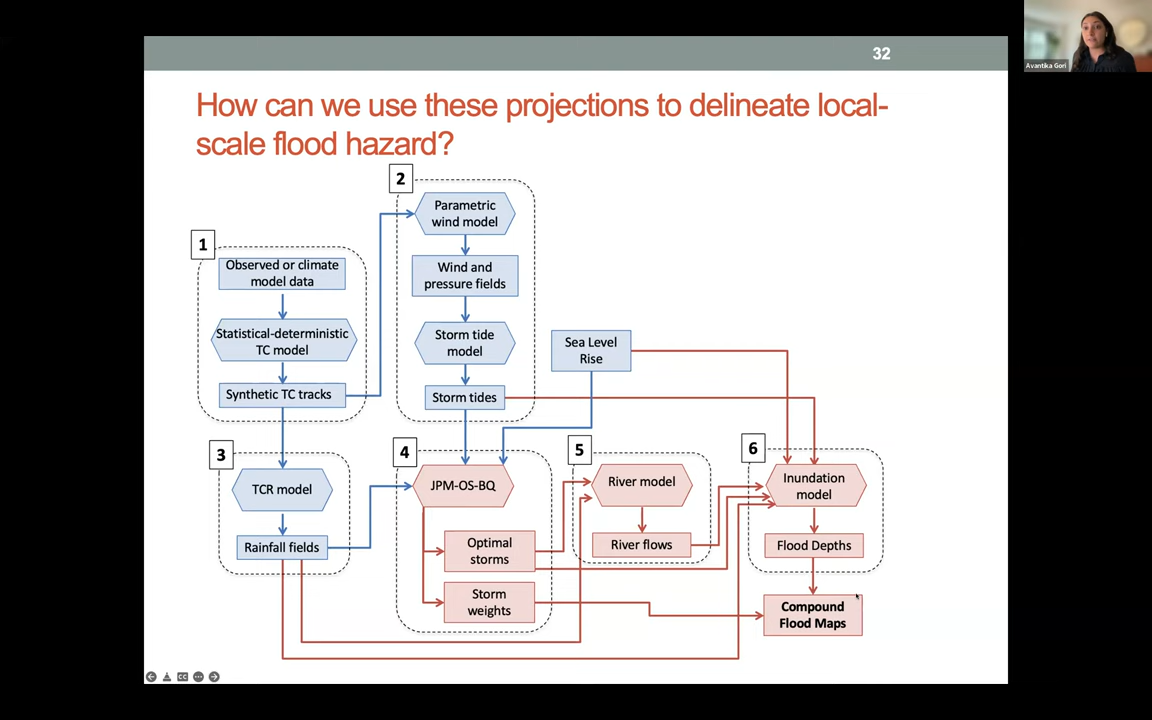 32
Avantika Gori
How can we use these projections to delineate local-
scale flood hazard?
1
Observed or climate
model data
Statistical-deterministic
TC model
Synthetic TC tracks
2
Parametric
wind model
Wind and
pressure fields
Storm tide
model
Storm tides
Sea Level
Rise
3
TCR model
Rainfall fields
4
JPM-OS-BQ
Optimal
storms
Storm
weights
5
River model
River flows
6
Inundation
model
Flood Depths
Compound
Flood Maps
CC